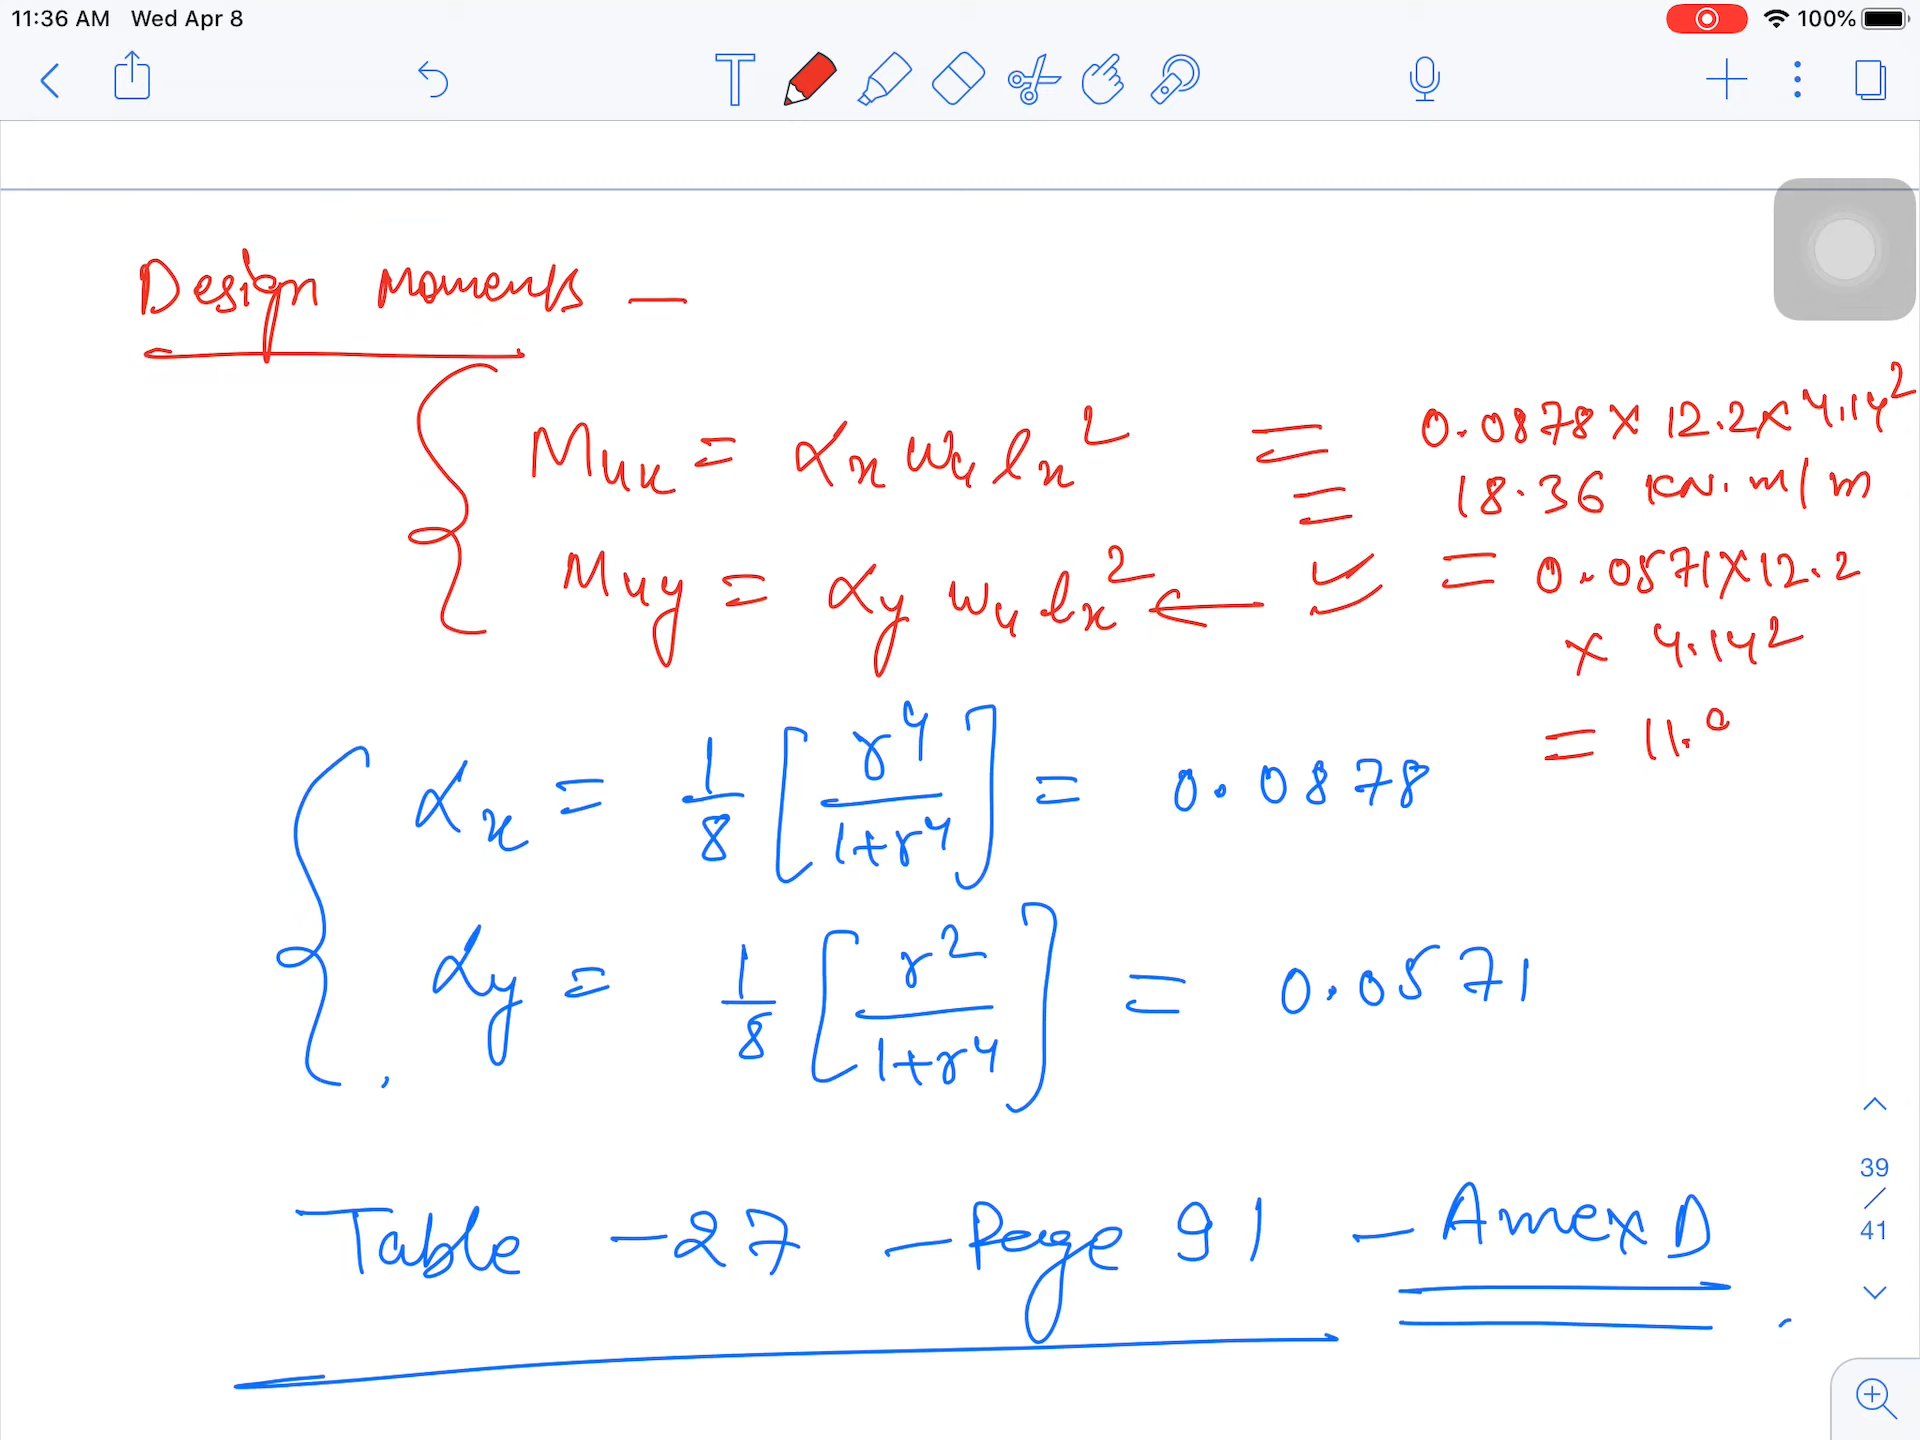 11:36 AM Wed Apr 8 100%
T
Design Moments —
Mux = αx wu lx² = 0.0878 × 12.2 × 4.14²
= 18.36 KN.m/m
Muy = αy wu lx² ← = 0.0571 × 12.2
× 4.14²
= 11.9
αx = 1/8 [r⁴/(1+r⁴)] = 0.0878
αy = 1/8 [r²/(1+r⁴)] = 0.0571
39
/
41
Table - 27 - Page 91 - Annex D